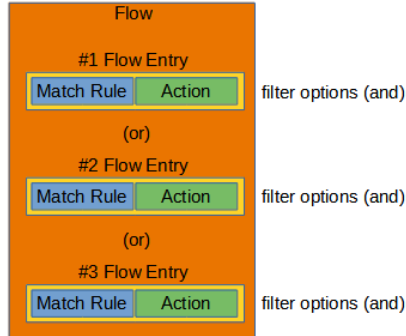 Flow
#1 Flow Entry
Match Rule Action filter options (and)
(or)
#2 Flow Entry
Match Rule Action filter options (and)
(or)
#3 Flow Entry
Match Rule Action filter options (and)